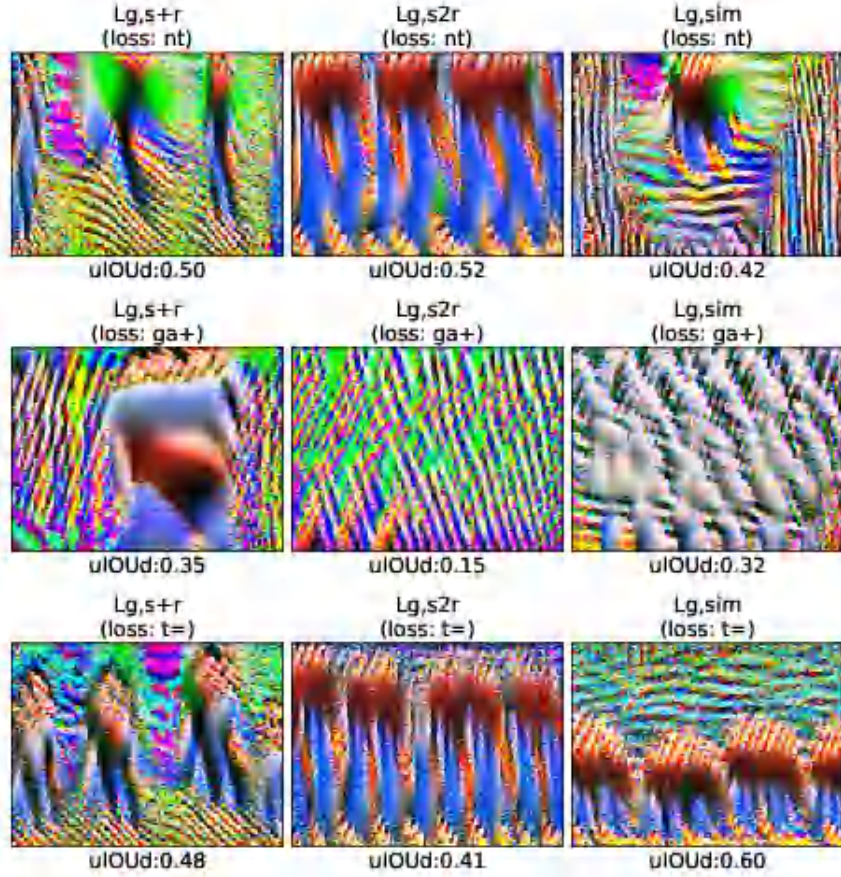 Lg,s+r Lg,s2r Lg,sim
(loss: nt) (loss: nt) (loss: nt)
uIOUd:0.50 uIOUd:0.52 uIOUd:0.42
Lg,s+r Lg,s2r Lg,sim
(loss: ga+) (loss: ga+) (loss: ga+)
uIOUd:0.35 uIOUd:0.15 uIOUd:0.32
Lg,s+r Lg,s2r Lg,sim
(loss: t=) (loss: t=) (loss: t=)
uIOUd:0.48 uIOUd:0.41 uIOUd:0.60